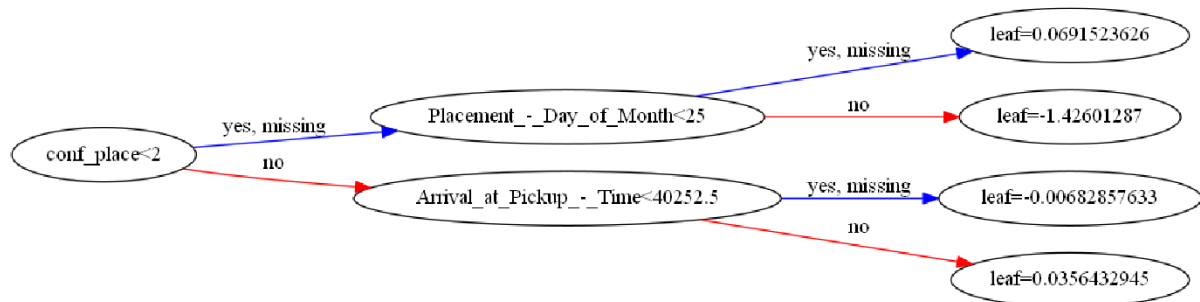 leaf=0.0691523626
yes, missing
Placement_-_Day_of_Month<25
no
leaf=-1.42601287
yes, missing
conf_place<2
no
Arrival_at_Pickup_-_Time<40252.5
yes, missing
leaf=-0.00682857633
no
leaf=0.0356432945